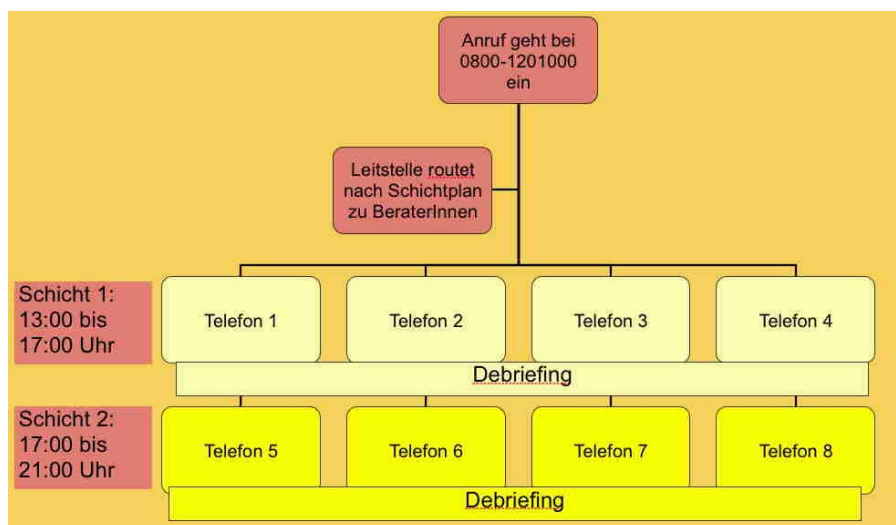 Anruf geht bei
0800-1201000
ein
Leitstelle routet
nach Schichtplan
zu BeraterInnen
Schicht 1:
13:00 bis
17:00 Uhr
Telefon 1
Telefon 2
Telefon 3
Telefon 4
Debriefing
Schicht 2:
17:00 bis
21:00 Uhr
Telefon 5
Telefon 6
Telefon 7
Telefon 8
Debriefing